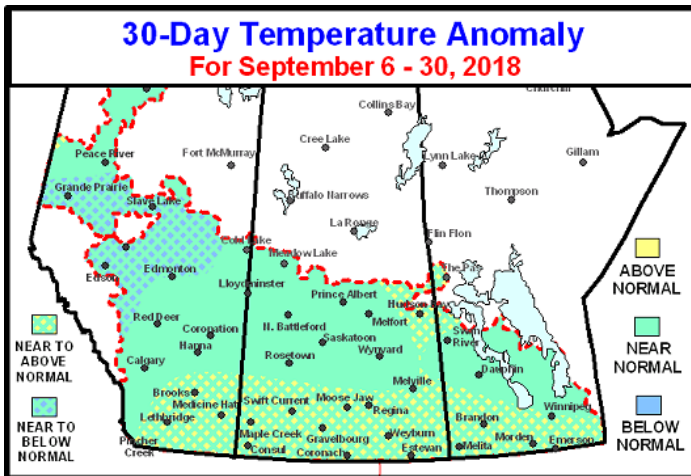 30-Day Temperature Anomaly
For September 6 - 30, 2018
Churchill
Collins Bay
Cree Lake
Peace River
Fort McMurray
Lynn Lake
Gillam
Grande Prairie
Slave Lake
Buffalo Narrows
Thompson
La Ronge
Flin Flon
Cold Lake
Meadow Lake
Edson
Edmonton
The Pas
ABOVE
NORMAL
Lloydminster
Prince Albert
Hudson Bay
Red Deer
Coronation
N. Battleford
Melfort
Swan
River
NEAR TO
ABOVE
NORMAL
Hanna
Saskatoon
Rosetown
Wynyard
NEAR
NORMAL
Calgary
Dauphin
Melville
Brooks
Medicine Hat
Swift Current
Moose Jaw
Regina
Brandon
Winnipeg
NEAR TO
BELOW
NORMAL
Lethbridge
Maple Creek
Gravelbourg
Weyburn
BELOW
NORMAL
Pincher
Creek
Consul
Coronach
Estevan
Melita
Morden
Emerson